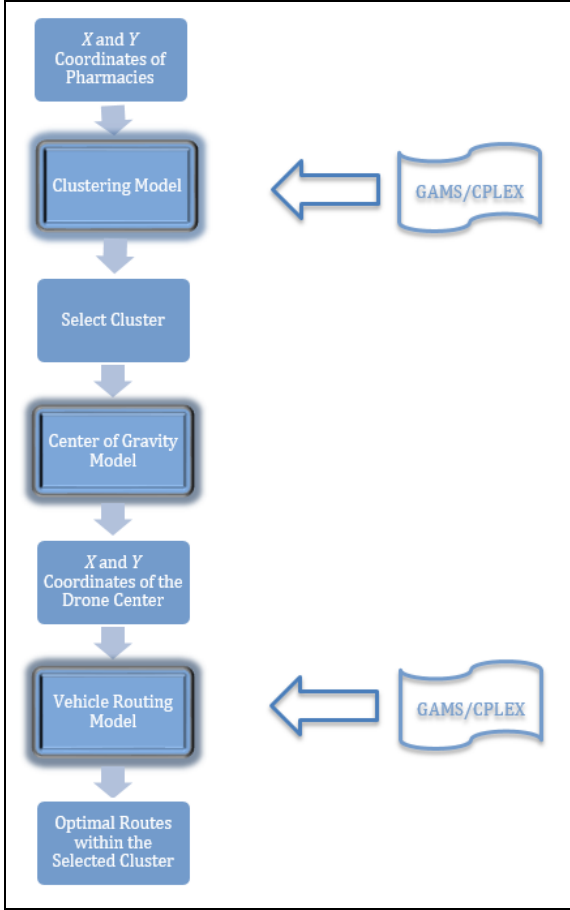 X and Y
Coordinates of
Pharmacies
Clustering Model
GAMS/CPLEX
Select Cluster
Center of Gravity
Model
X and Y
Coordinates of the
Drone Center
Vehicle Routing
Model
GAMS/CPLEX
Optimal Routes
within the
Selected Cluster